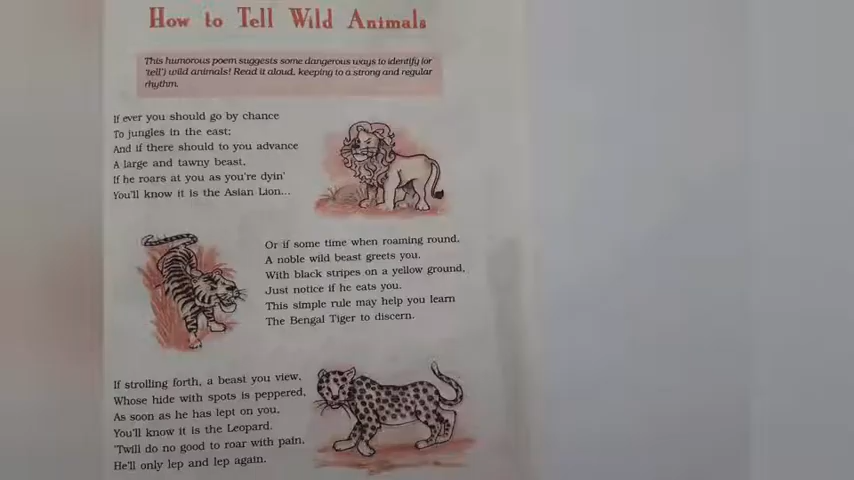 How to Tell Wild Animals
This humorous poem suggests some dangerous ways to identify (or
'tell') wild animals! Read it aloud, keeping to a strong and regular
rhythm.
If ever you should go by chance
To jungles in the east;
And if there should to you advance
A large and tawny beast,
If he roars at you as you're dyin'
You'll know it is the Asian Lion...
Or if some time when roaming round,
A noble wild beast greets you,
With black stripes on a yellow ground,
Just notice if he eats you.
This simple rule may help you learn
The Bengal Tiger to discern.
If strolling forth, a beast you view,
Whose hide with spots is peppered,
As soon as he has lept on you,
You'll know it is the Leopard.
'Twill do no good to roar with pain,
He'll only lep and lep again.